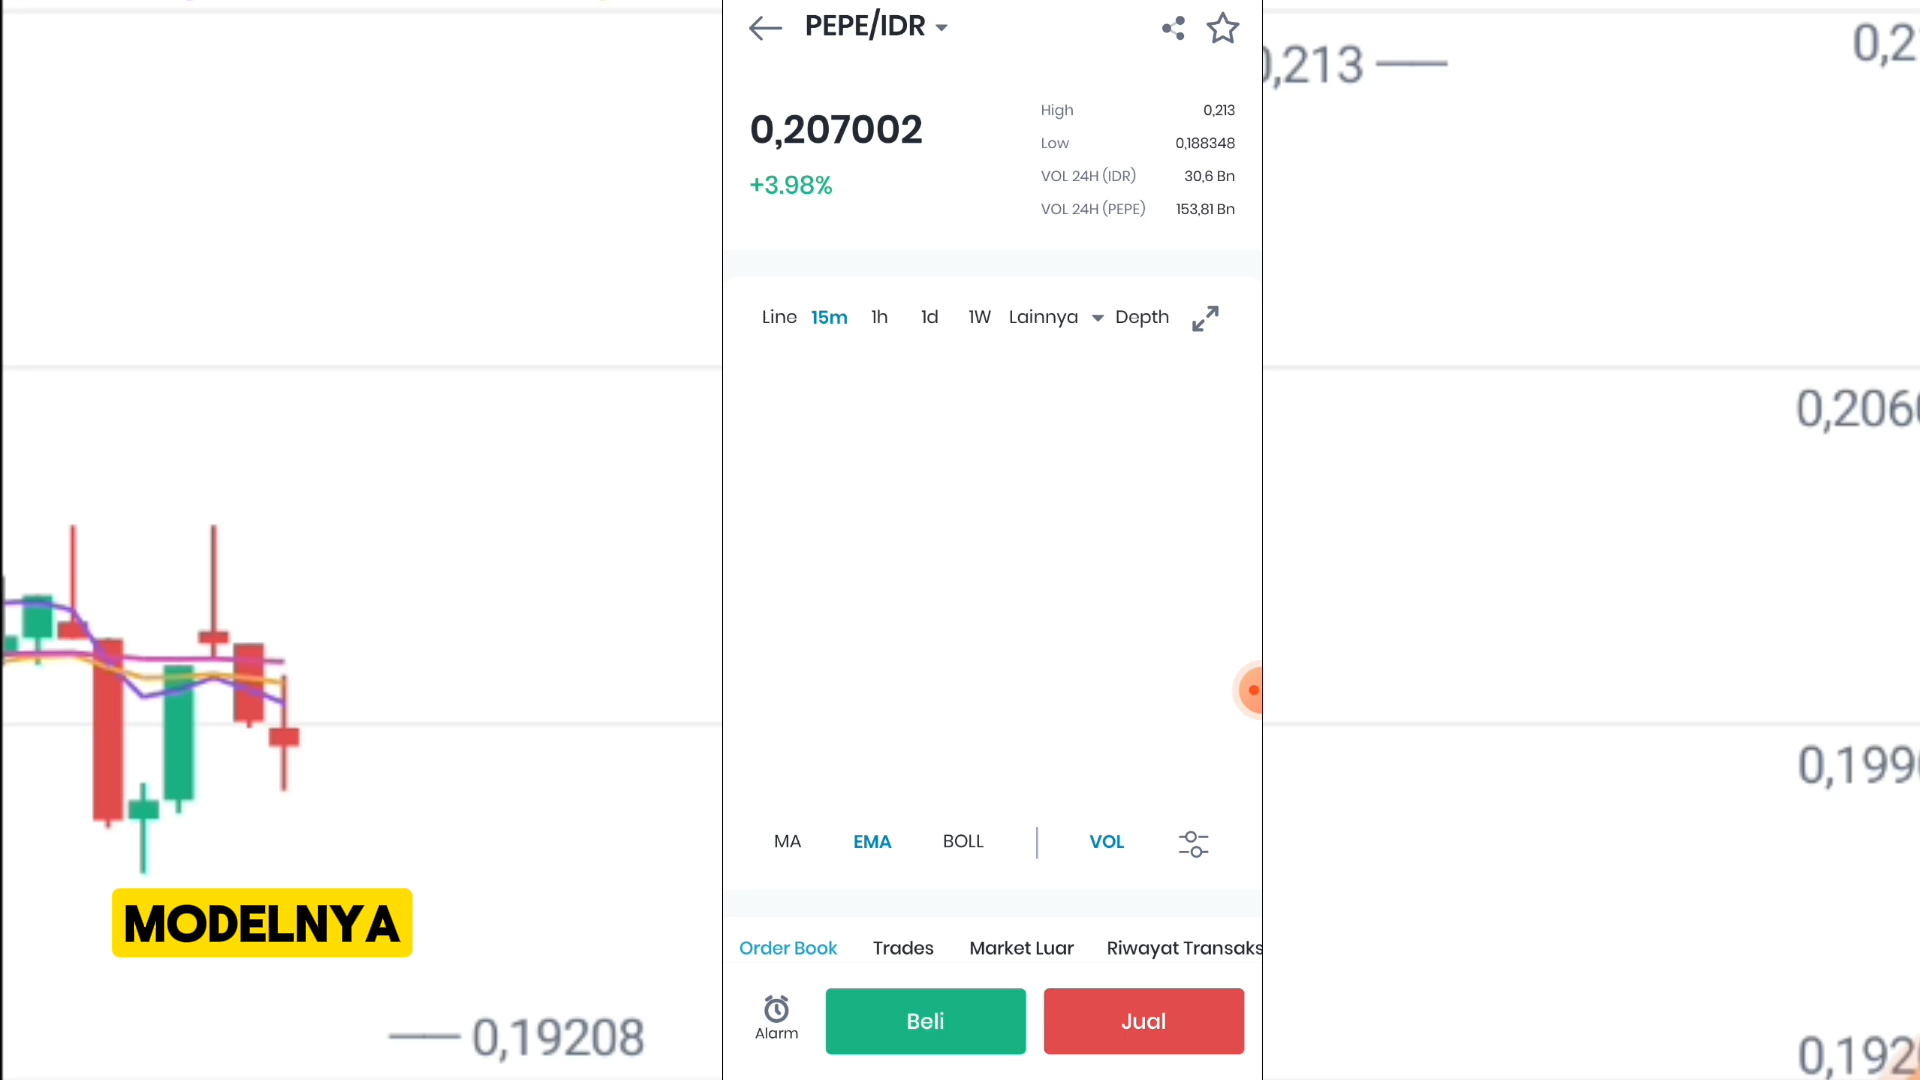 PEPE/IDR
0,207002
+3.98%
High 0,213
Low 0,188348
VOL 24H (IDR) 30,6 Bn
VOL 24H (PEPE) 153,81 Bn
Line 15m 1h 1d 1W Lainnya Depth
MA EMA BOLL VOL
Order Book Trades Market Luar Riwayat Transaks
Alarm
Beli
Jual
MODELNYA
0,19208
,213
0,2
0,206
0,199
0,192